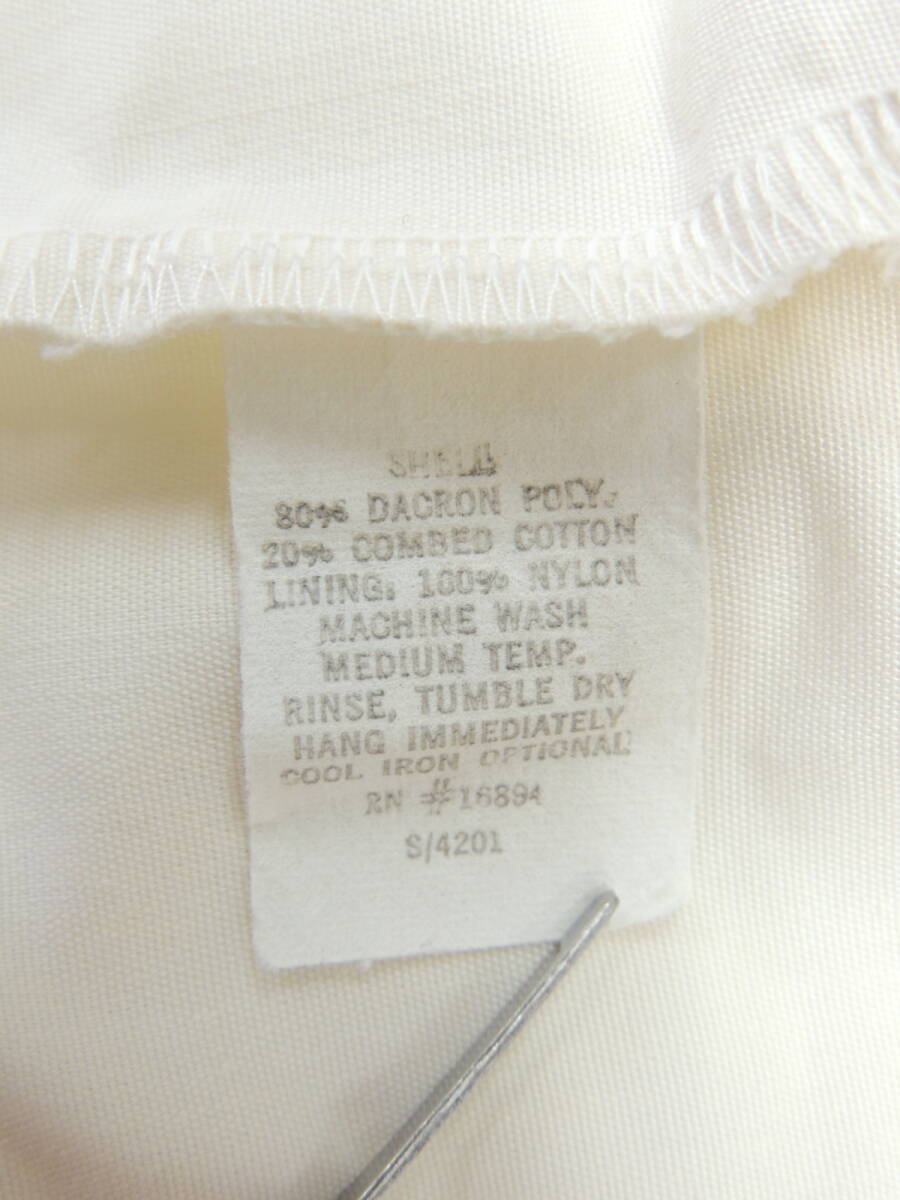 SHELL
80% DACRON POLY.
20% COMBED COTTON
LINING. 100% NYLON
MACHINE WASH
MEDIUM TEMP.
RINSE, TUMBLE DRY
HANG IMMEDIATELY
COOL IRON OPTIONAL
RN #16894
S/4201